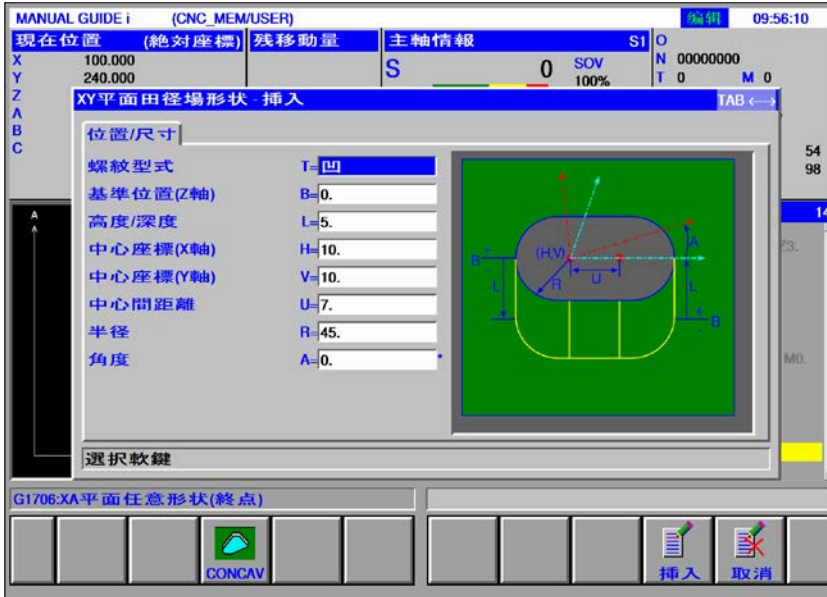 MANUAL GUIDE i (CNC_MEM/USER) 编辑 09:56:10
現在位置 (絶対座標) 残移動量 主軸情報 S1 O
X 100.000 S 0 SOV N 00000000
Y 240.000 100% T 0 M 0
Z
A
B
C
54
98
XY平面田径場形状 - 挿入 TAB ←→
位置/尺寸
螺紋型式 T=凹
基準位置(Z軸) B=0.
高度/深度 L=5.
中心座標(X軸) H=10.
中心座標(Y軸) V=10.
中心間距離 U=7.
半径 R=45.
角度 A=0. °
(H,V)
A
B + -
L
R
U
L
+ B -
選択軟鍵
A
14
Z3.
M0.
G1706:XA平面任意形状(終点)
CONCAV 挿入 取消